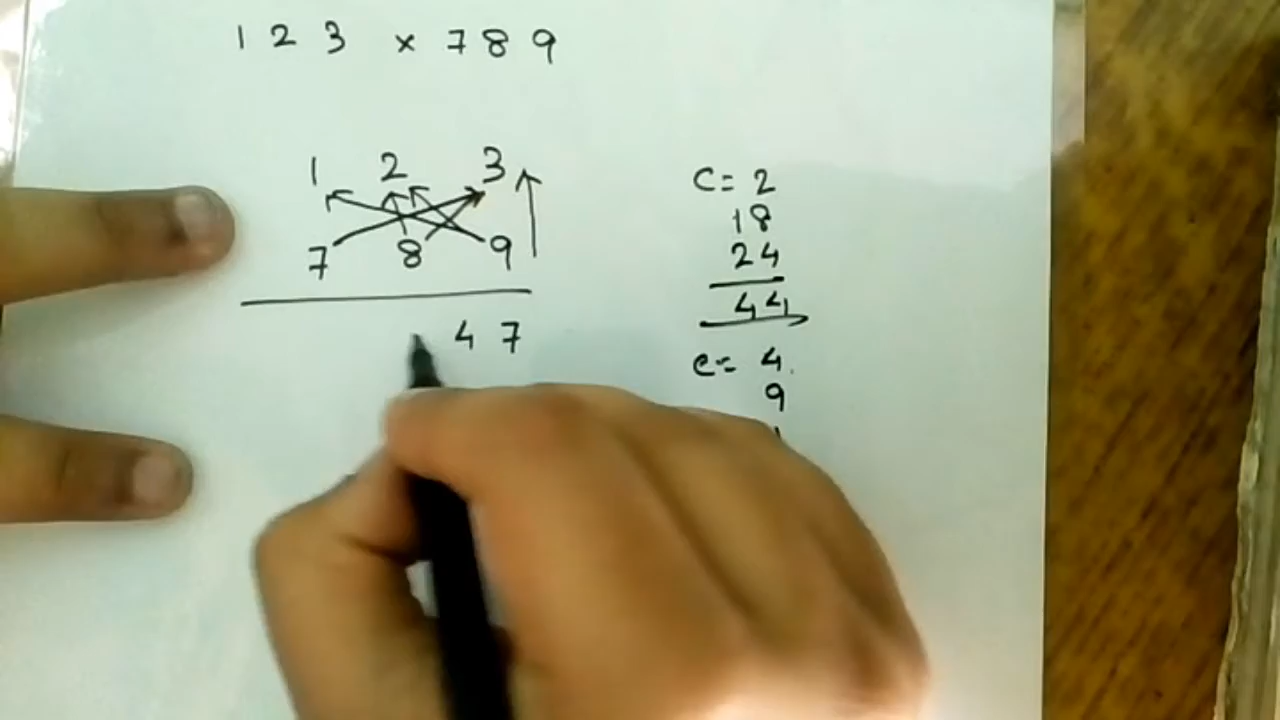 1 2 3 × 7 8 9
1 2 3
7 8 9
4 7
C = 2
18
24
44
C = 4
9